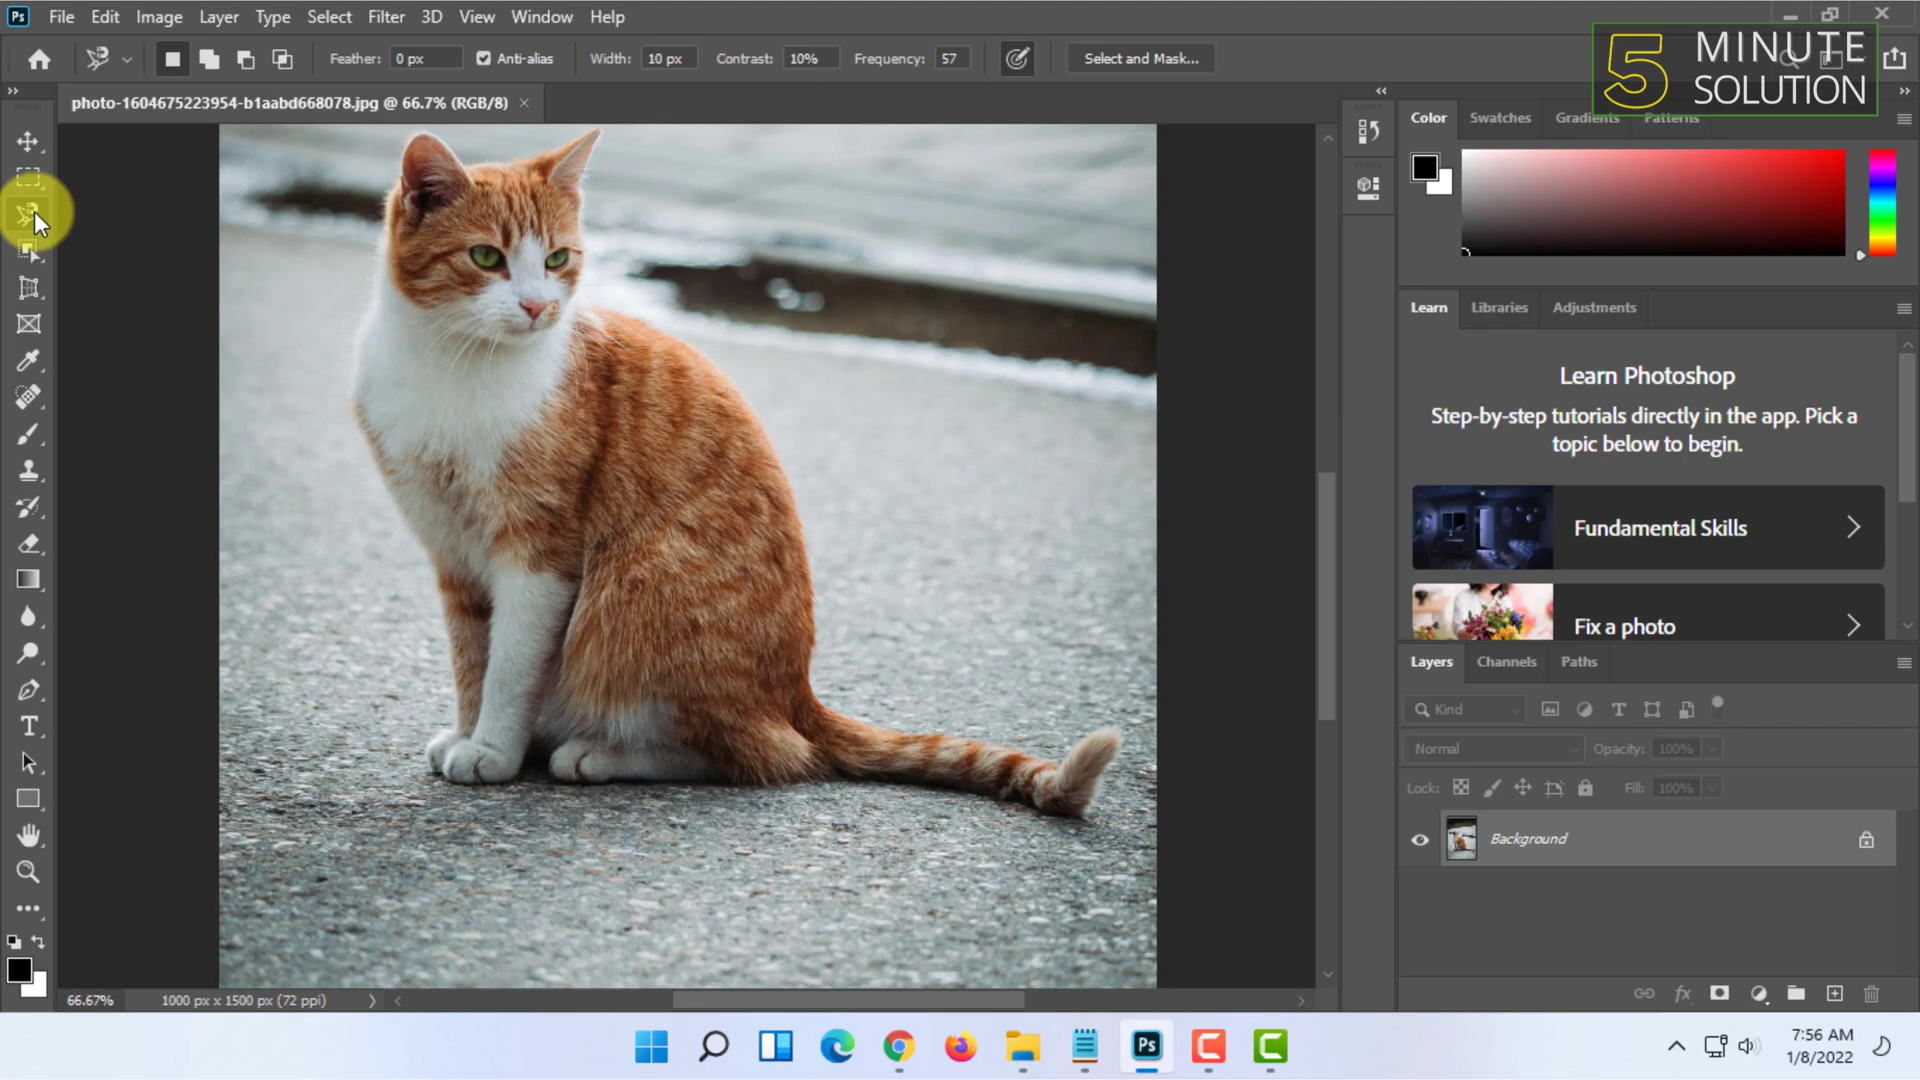 Ps File Edit Image Layer Type Select Filter 3D View Window Help
Feather: 0 px Anti-alias Width: 10 px Contrast: 10% Frequency: 57 Select and Mask...
5 MINUTE
SOLUTION
photo-1604675223954-b1aabd668078.jpg @ 66.7% (RGB/8)
Color Swatches Gradients Patterns
Learn Libraries Adjustments
Learn Photoshop
Step-by-step tutorials directly in the app. Pick a
topic below to begin.
Fundamental Skills
Fix a photo
Layers Channels Paths
Kind
Normal Opacity: 100%
Lock: Fill: 100%
Background
66.67% 1000 px x 1500 px (72 ppi)
Ps
7:56 AM
1/8/2022